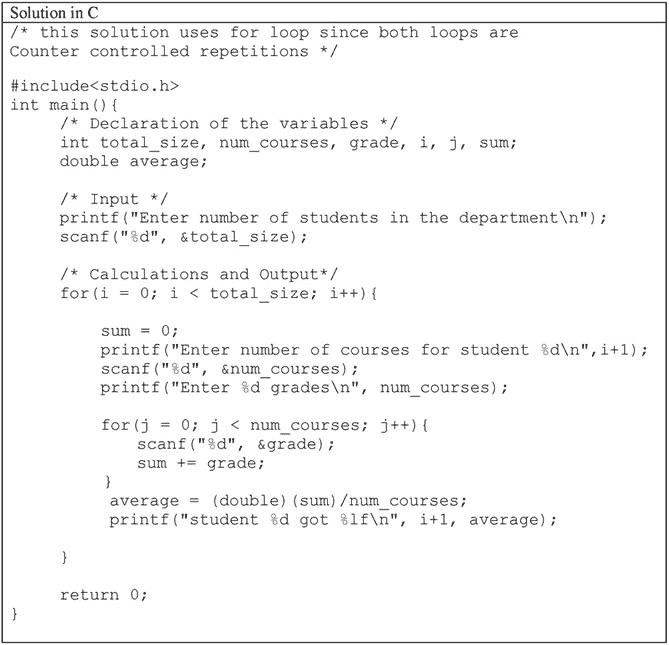 Solution in C
/* this solution uses for loop since both loops are
Counter controlled repetitions */
#include<stdio.h>
int main(){
/* Declaration of the variables */
int total_size, num_courses, grade, i, j, sum;
double average;
/* Input */
printf("Enter number of students in the department\n");
scanf("%d", &total_size);
/* Calculations and Output*/
for(i = 0; i < total_size; i++){
sum = 0;
printf("Enter number of courses for student %d\n",i+1);
scanf("%d", &num_courses);
printf("Enter %d grades\n", num_courses);
for(j = 0; j < num_courses; j++){
scanf("%d", &grade);
sum += grade;
}
average = (double)(sum)/num_courses;
printf("student %d got %lf\n", i+1, average);
}
return 0;
}